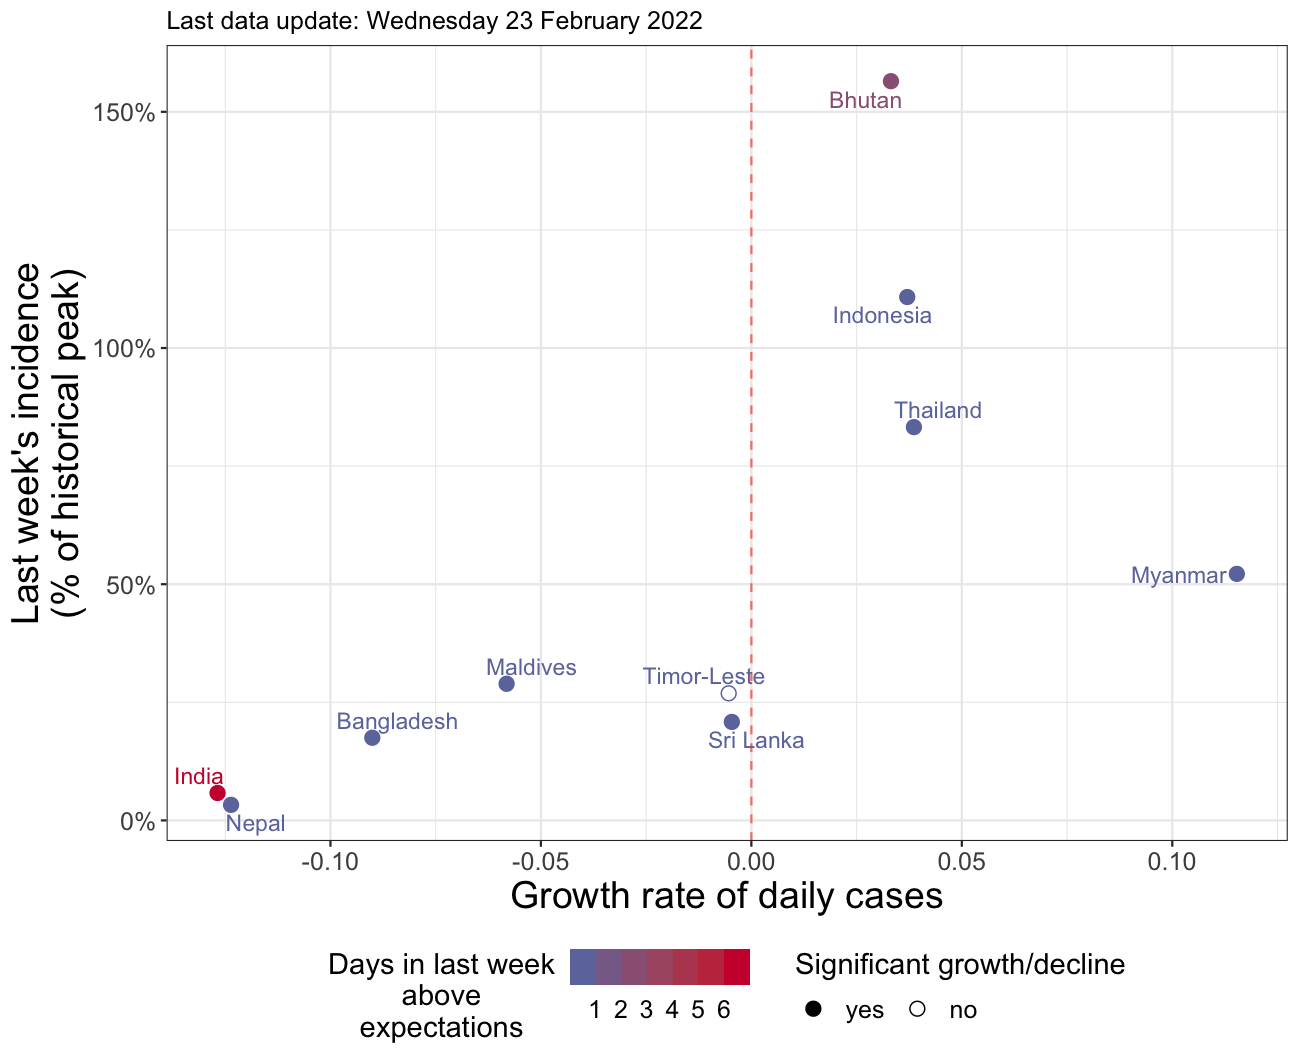 Last data update: Wednesday 23 February 2022
Last week's incidence
(% of historical peak)
150%
100%
50%
0%
Bhutan
Indonesia
Thailand
Myanmar
Maldives
Timor-Leste
Bangladesh
Sri Lanka
India
Nepal
-0.10
-0.05
0.00
0.05
0.10
Growth rate of daily cases
Days in last week
above
expectations
1 2 3 4 5 6
Significant growth/decline
yes
no